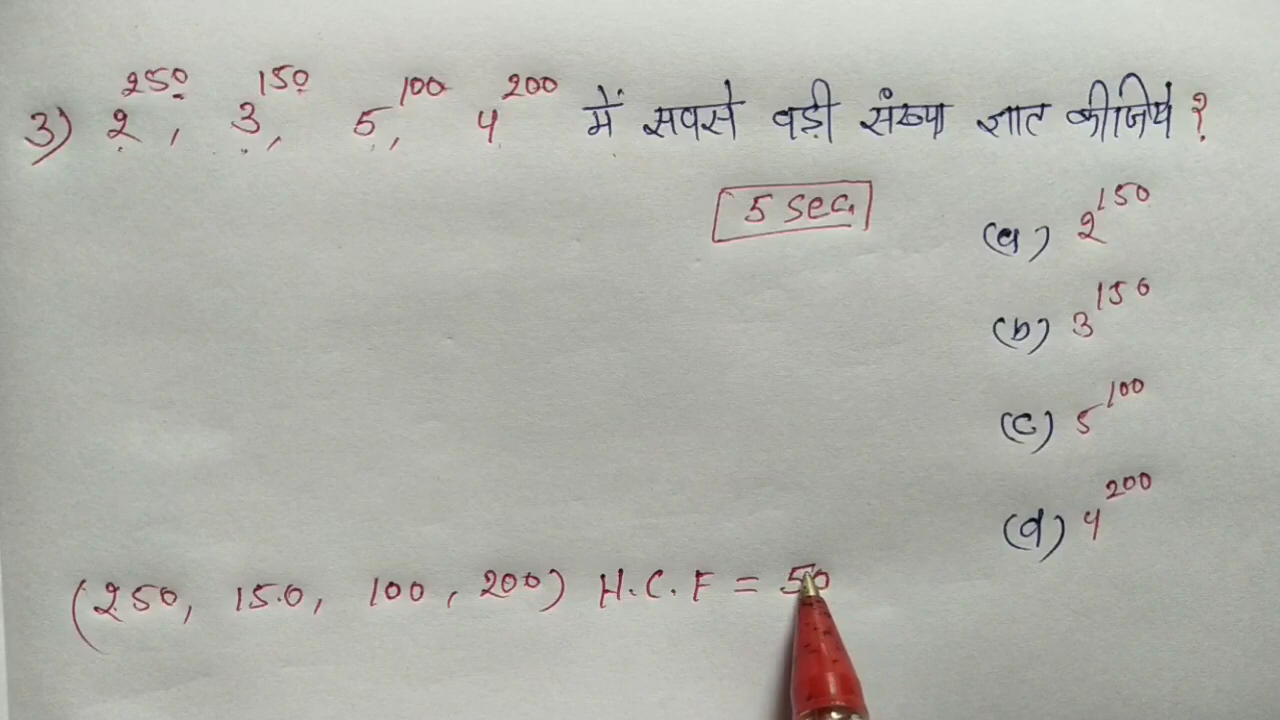 3) 2^250, 3^150, 5^100, 4^200 में सबसे बड़ी संख्या ज्ञात कीजिये ?
5 sec.
(a) 2^150
(b) 3^150
(c) 5^100
(d) 4^200
(250, 150, 100, 200) H.C.F = 50